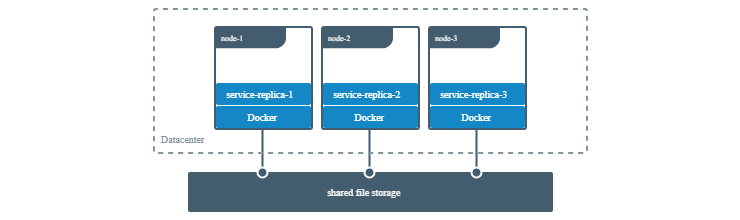 node-1
node-2
node-3
service-replica-1
service-replica-2
service-replica-3
Docker
Docker
Docker
Datacenter
shared file storage